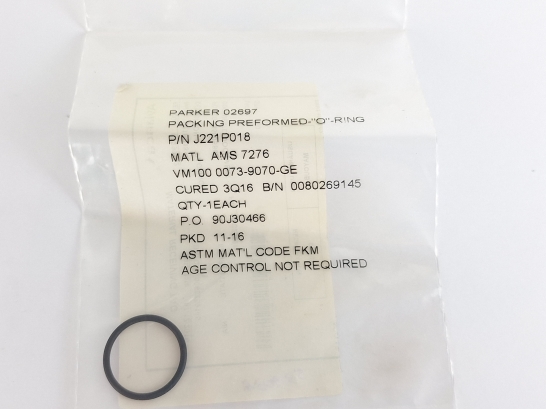 PARKER 02697
PACKING PREFORMED-"O"-RING
P/N J221P018
MATL AMS 7276
VM100 0073-9070-GE
CURED 3Q16 B/N 0080269145
QTY-1EACH
P.O. 90J30466
PKD 11-16
ASTM MAT'L CODE FKM
AGE CONTROL NOT REQUIRED